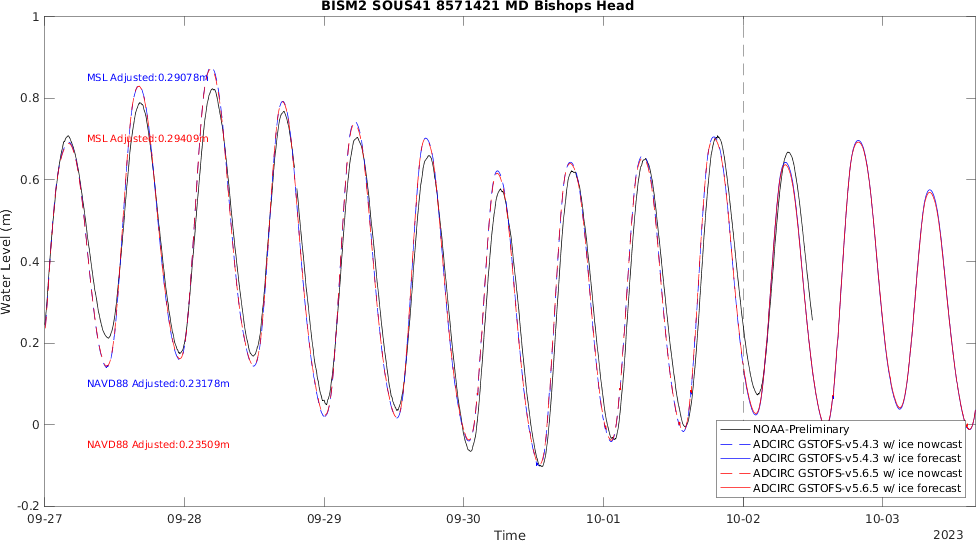 BISM2 SOUS41 8571421 MD Bishops Head
Water Level (m)
1
0.8
0.6
0.4
0.2
0
-0.2
MSL Adjusted:0.29078m
MSL Adjusted:0.29409m
NAVD88 Adjusted:0.23178m
NAVD88 Adjusted:0.23509m
NOAA-Preliminary
ADCIRC GSTOFS-v5.4.3 w/ ice nowcast
ADCIRC GSTOFS-v5.4.3 w/ ice forecast
ADCIRC GSTOFS-v5.6.5 w/ ice nowcast
ADCIRC GSTOFS-v5.6.5 w/ ice forecast
09-27 09-28 09-29 09-30 10-01 10-02 10-03
Time
2023